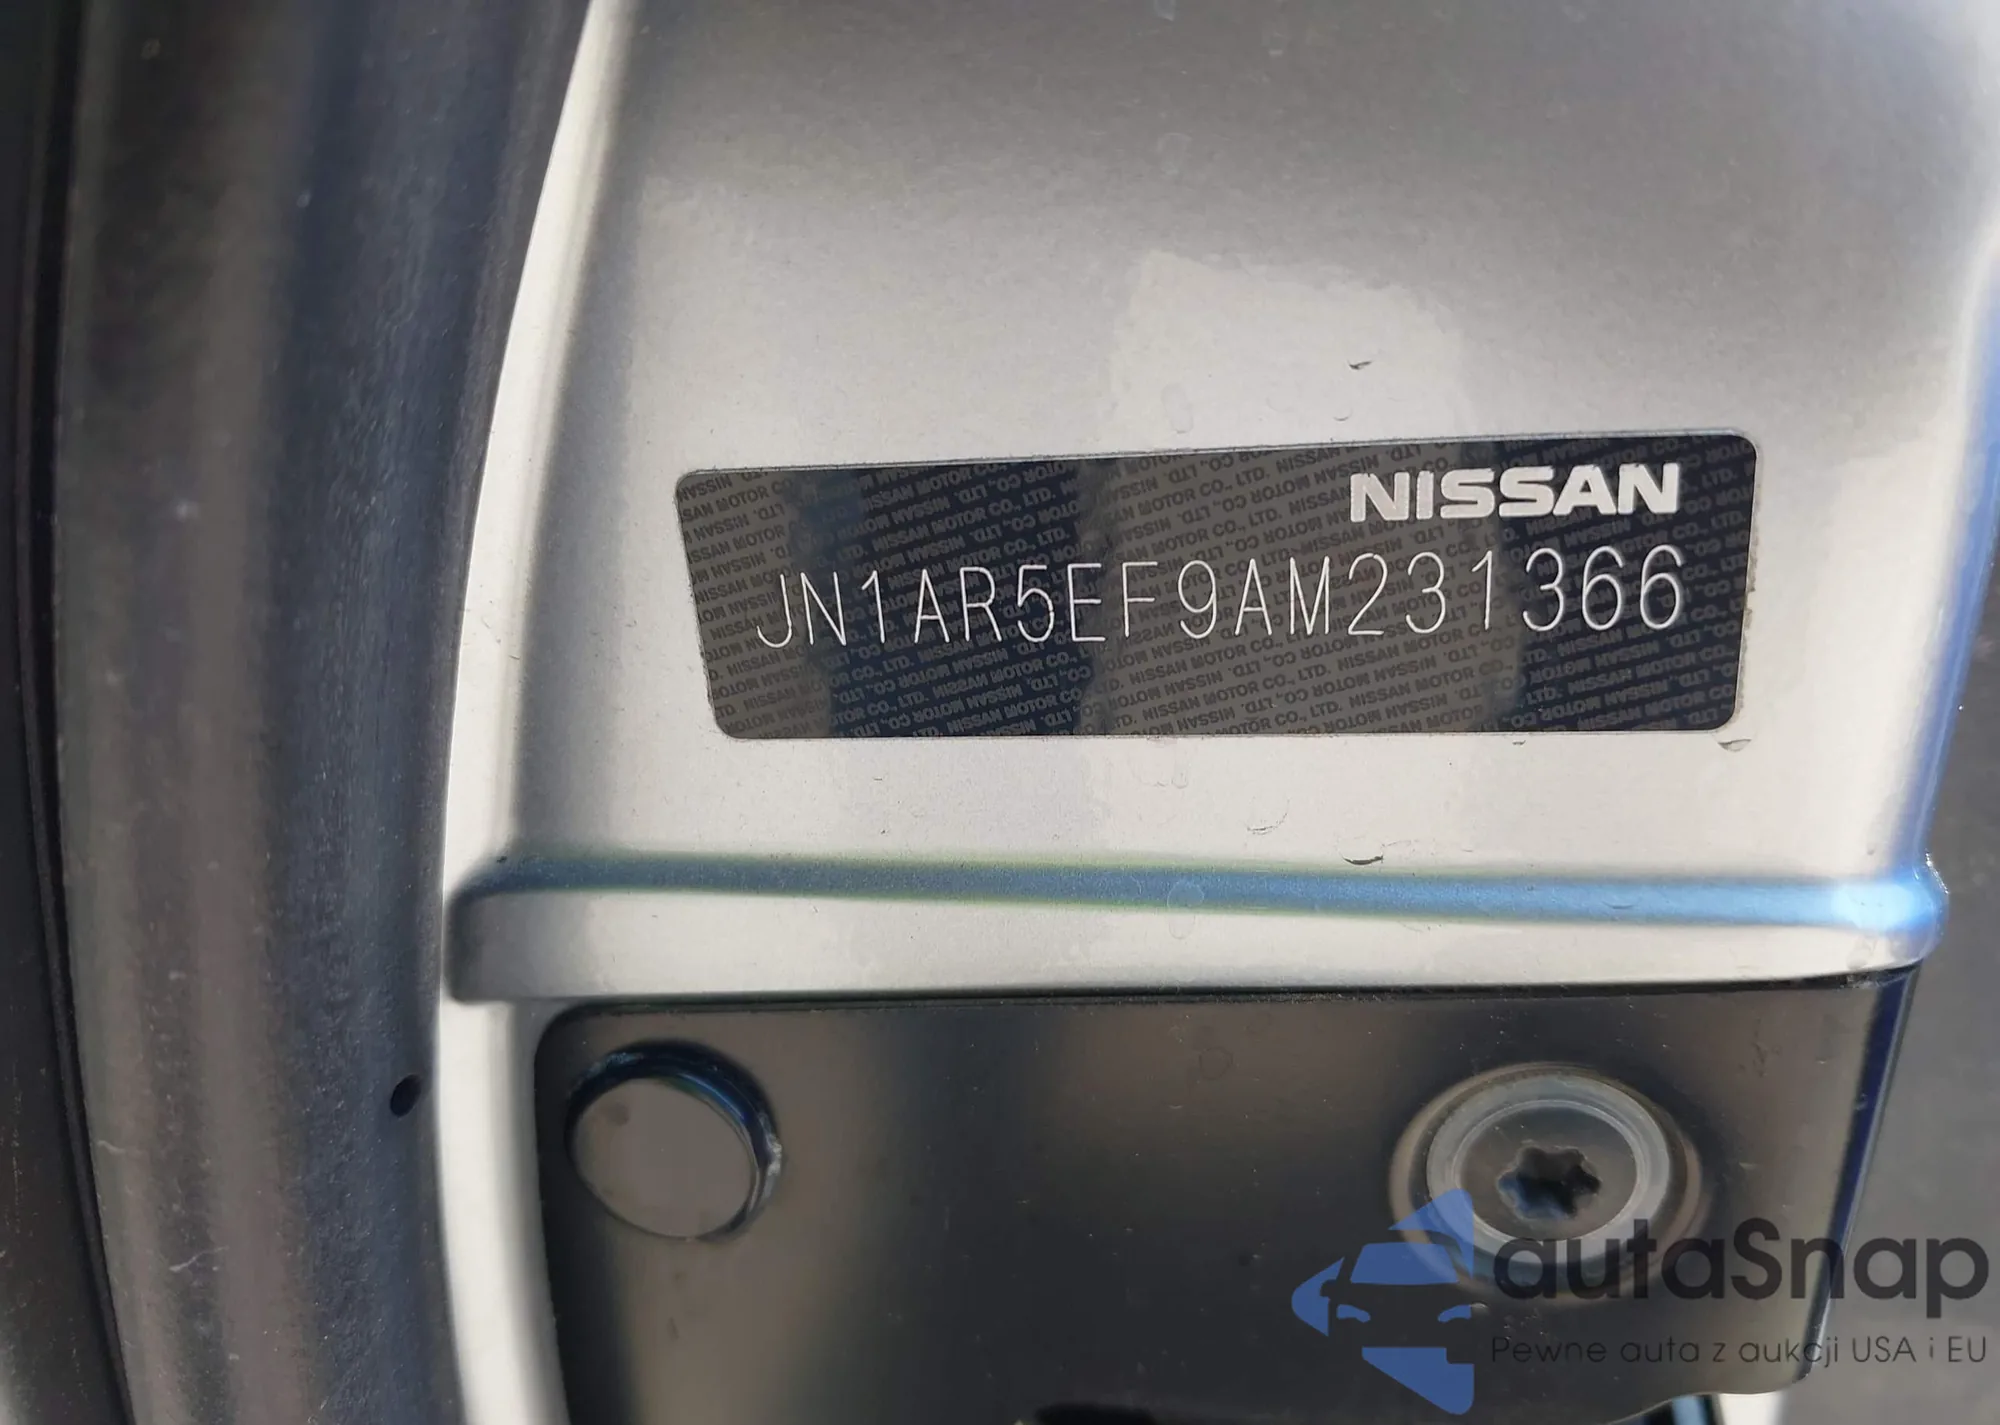 NISSAN
JN1AR5EF9AM231366
autaSnap
Pewne auta z aukcji USA i EU